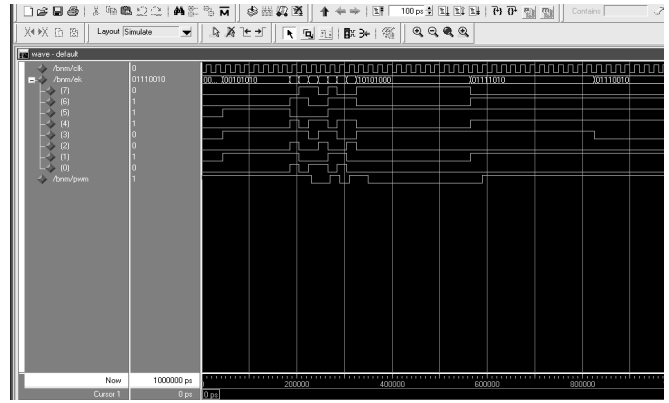 100 ps
Contains
Layout Simulate
wave - default
/bnm/clk 0
/bnm/ek 01110010 00... 00101010 10101000 01111010 01110010
(7) 0
(6) 1
(5) 1
(4) 1
(3) 0
(2) 0
(1) 1
(0) 0
/bnm/pwm 1
Now 1000000 ps 200000 400000 600000 800000
Cursor 1 0 ps 0 ps